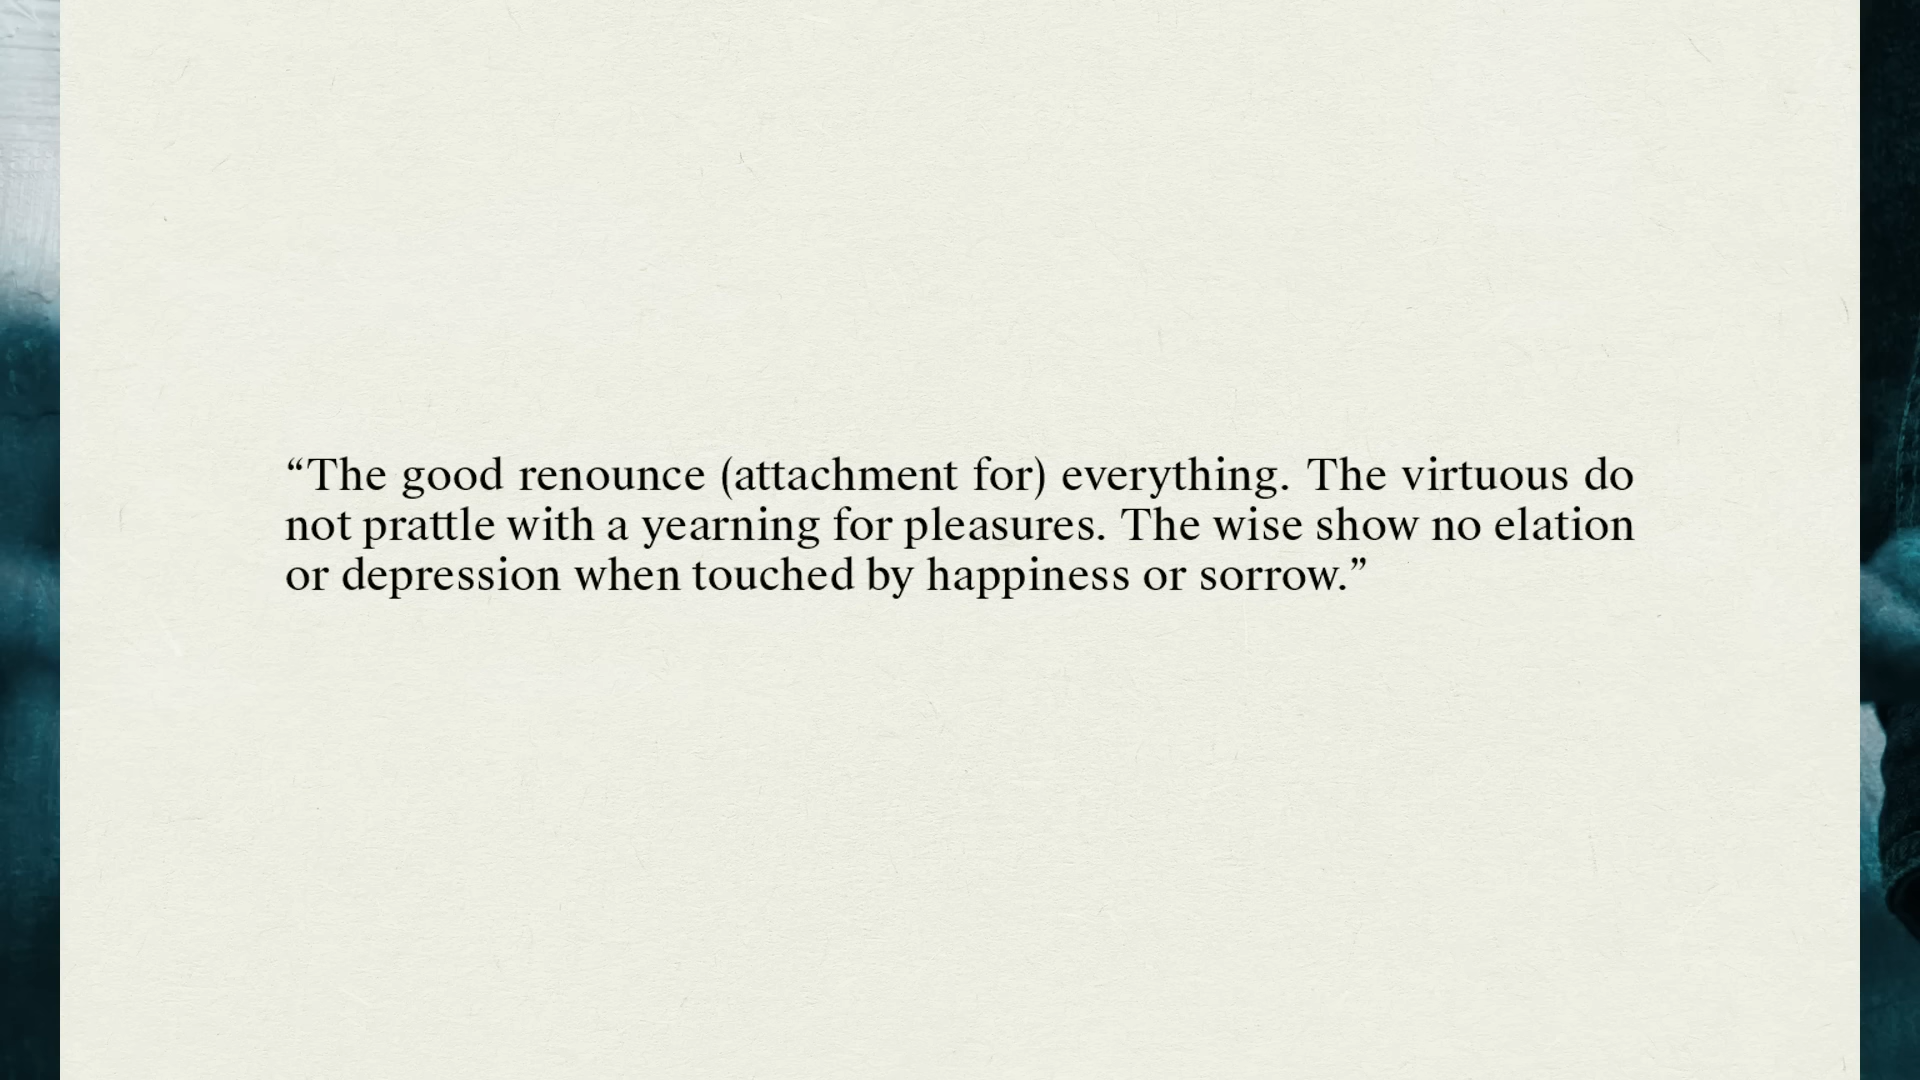 “The good renounce (attachment for) everything. The virtuous do
not prattle with a yearning for pleasures. The wise show no elation
or depression when touched by happiness or sorrow.”